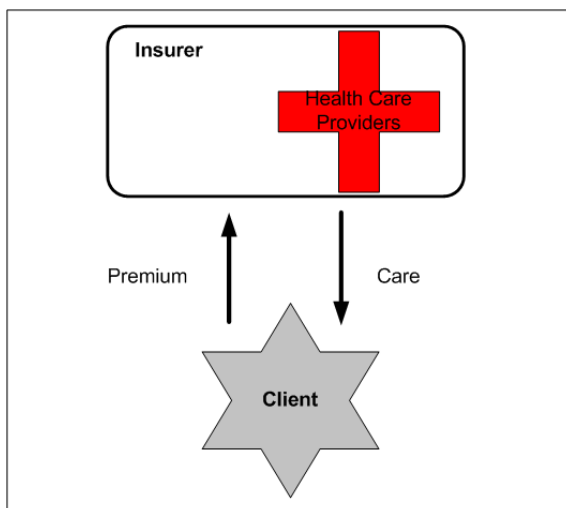 Insurer
Health Care
Providers
Premium
Care
Client